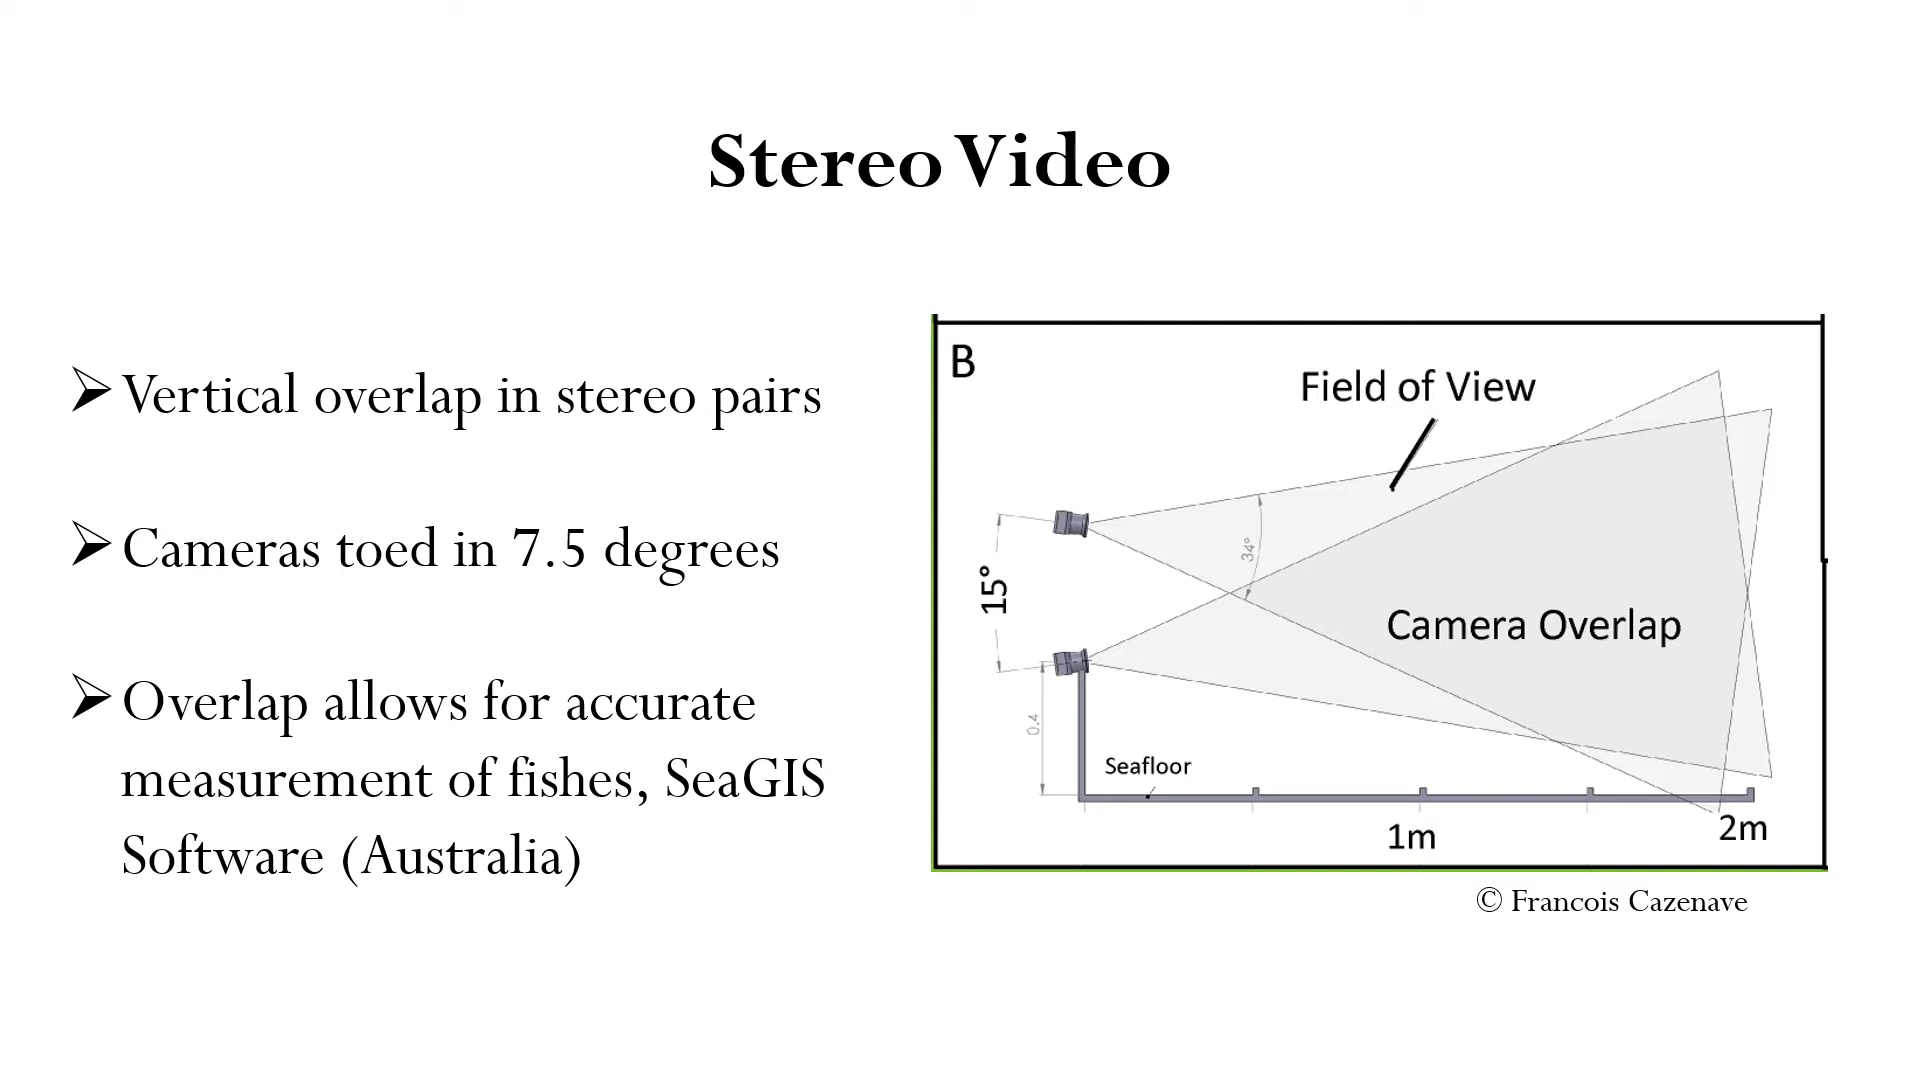 Stereo Video
Vertical overlap in stereo pairs
Cameras toed in 7.5 degrees
Overlap allows for accurate
measurement of fishes, SeaGIS
Software (Australia)
B
Field of View
34°
15°
Camera Overlap
0.4
Seafloor
1m
2m
© Francois Cazenave